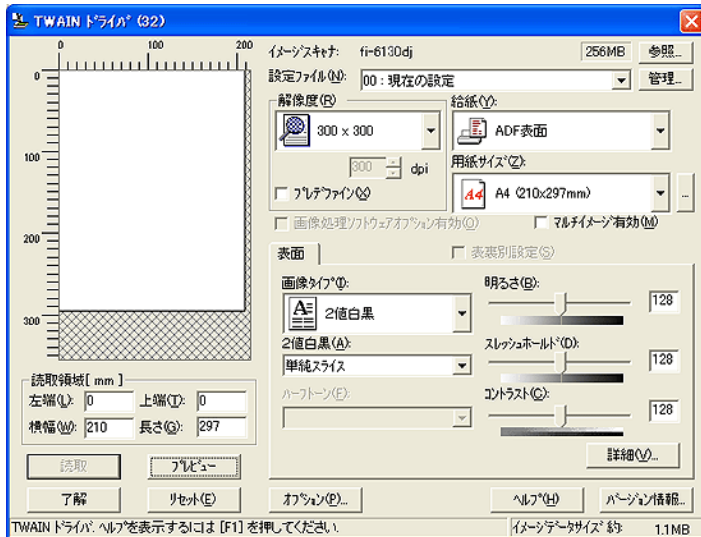 TWAIN ﾄﾞﾗｲﾊﾞ (32)
0 100 200
0
100
200
300
ｲﾒｰｼﾞｽｷｬﾅ: fi-6130dj 256MB 参照...
設定ﾌｧｲﾙ(N): 00 : 現在の設定 管理...
解像度(R)
300 × 300
300 dpi
ﾌﾟﾚﾃﾞﾌｧｲﾝ(X)
給紙(Y):
ADF表面
用紙ｻｲｽﾞ(Z):
A4 A4 (210x297mm) ...
画像処理ｿﾌﾄｳｪｱｵﾌﾟｼｮﾝ有効(O) ﾏﾙﾁｲﾒｰｼﾞ有効(M)
表面 表裏別設定(S)
画像ﾀｲﾌﾟ(I):
2値白黒
2値白黒(A):
単純ｽﾗｲｽ
ﾊｰﾌﾄｰﾝ(F):
明るさ(B):
128
ｽﾚｯｼｭﾎｰﾙﾄﾞ(D):
128
ｺﾝﾄﾗｽﾄ(C):
128
詳細(V)...
読取領域[ mm ]
左端(L): 0 上端(T): 0
横幅(W): 210 長さ(G): 297
読取 ﾌﾟﾚﾋﾞｭｰ
了解 ﾘｾｯﾄ(E) ｵﾌﾟｼｮﾝ(P)... ﾍﾙﾌﾟ(H) ﾊﾞｰｼﾞｮﾝ情報...
TWAIN ﾄﾞﾗｲﾊﾞ. ﾍﾙﾌﾟを表示するには [F1] を押してください. ｲﾒｰｼﾞﾃﾞｰﾀｻｲｽﾞ 約: 1.1MB